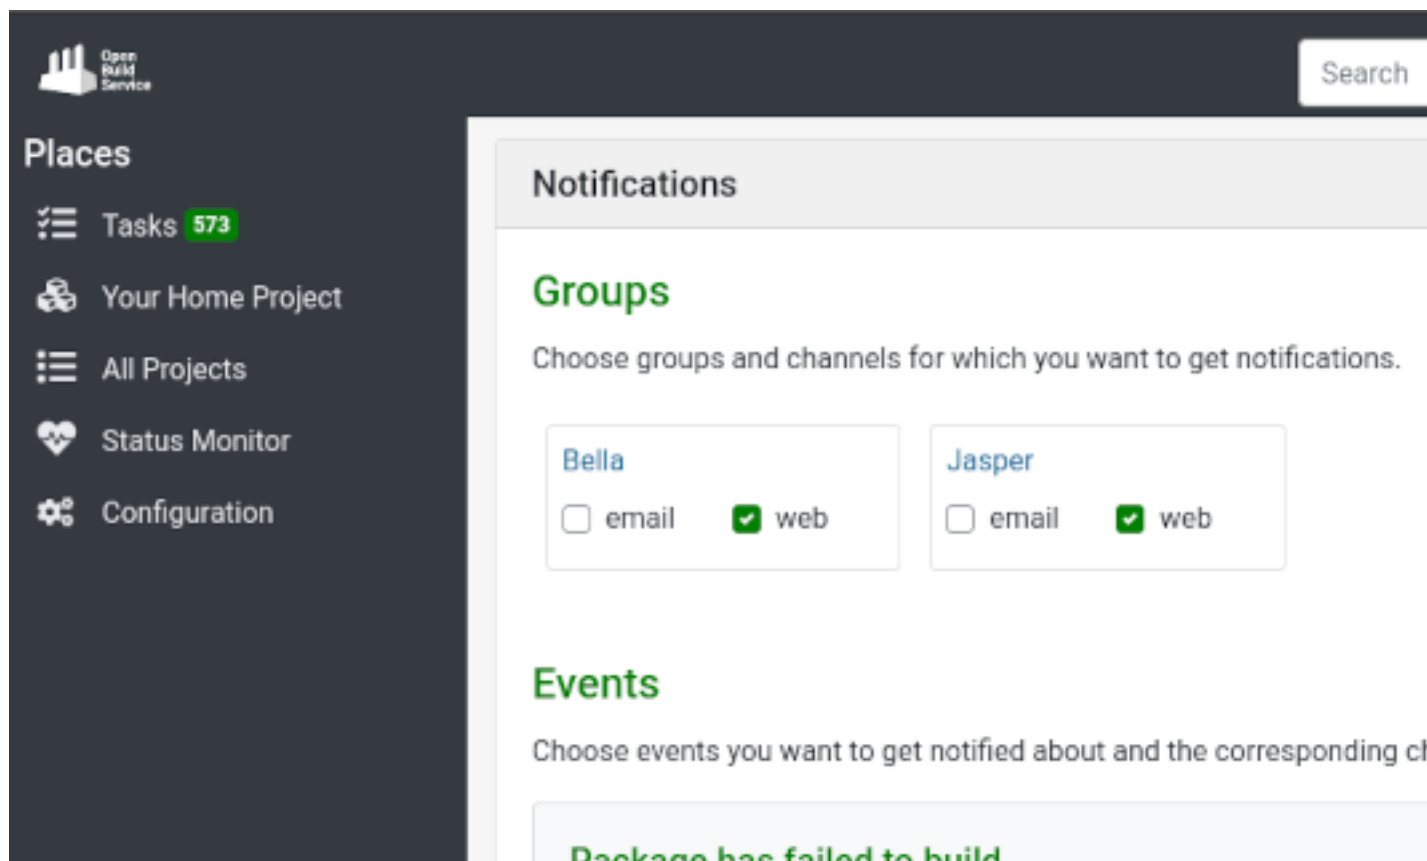 Open
Build
Service
Search
Places
Tasks 573
Your Home Project
All Projects
Status Monitor
Configuration
Notifications
Groups
Choose groups and channels for which you want to get notifications.
Bella
email web
Jasper
email web
Events
Choose events you want to get notified about and the corresponding
Package has failed to build